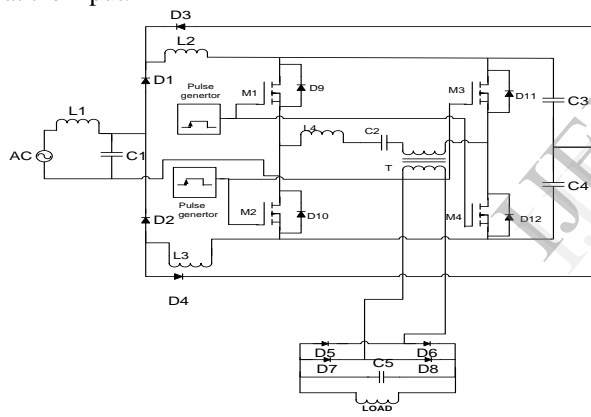 D3
L2
D1
Pulse
genertor
M1
D9
M3
D11
C3
L1
AC
C1
L4
C2
T
C4
Pulse
genertor
D2
M2
D10
M4
D12
L3
D4
D5
D6
D7
C5
D8
LOAD